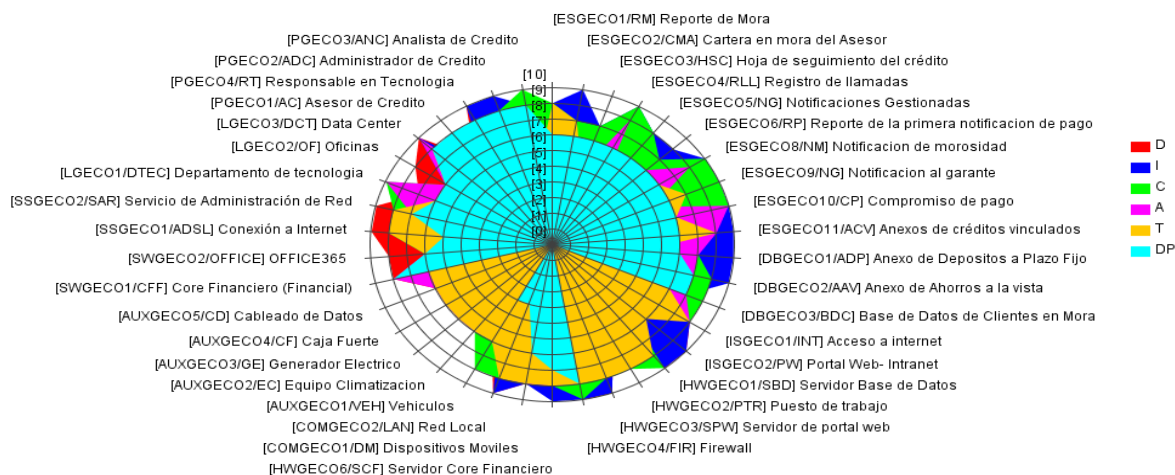 [ESGECO1/RM] Reporte de Mora
[ESGECO2/CMA] Cartera en mora del Asesor
[ESGECO3/HSC] Hoja de seguimiento del crédito
[ESGECO4/RLL] Registro de llamadas
[ESGECO5/NG] Notificaciones Gestionadas
[ESGECO6/RP] Reporte de la primera notificacion de pago
[ESGECO8/NM] Notificacion de morosidad
[ESGECO9/NG] Notificacion al garante
[ESGECO10/CP] Compromiso de pago
[ESGECO11/ACV] Anexos de créditos vinculados
[DBGECO1/ADP] Anexo de Depositos a Plazo Fijo
[DBGECO2/AAV] Anexo de Ahorros a la vista
[DBGECO3/BDC] Base de Datos de Clientes en Mora
[ISGECO1/INT] Acceso a internet
[ISGECO2/PW] Portal Web- Intranet
[HWGECO1/SBD] Servidor Base de Datos
[HWGECO2/PTR] Puesto de trabajo
[HWGECO3/SPW] Servidor de portal web
[HWGECO4/FIR] Firewall
[HWGECO6/SCF] Servidor Core Financiero
[COMGECO1/DM] Dispositivos Moviles
[COMGECO2/LAN] Red Local
[AUXGECO1/VEH] Vehiculos
[AUXGECO2/EC] Equipo Climatizacion
[AUXGECO3/GE] Generador Electrico
[AUXGECO4/CF] Caja Fuerte
[AUXGECO5/CD] Cableado de Datos
[SWGECO1/CFF] Core Financiero (Financial)
[SWGECO2/OFFICE] OFFICE365
[SSGECO1/ADSL] Conexión a Internet
[SSGECO2/SAR] Servicio de Administración de Red
[LGECO1/DTEC] Departamento de tecnologia
[LGECO2/OF] Oficinas
[LGECO3/DCT] Data Center
[PGECO1/AC] Asesor de Credito
[PGECO4/RT] Responsable en Tecnologia
[PGECO2/ADC] Administrador de Credito
[PGECO3/ANC] Analista de Credito
[10]
[9]
[8]
[7]
[6]
[5]
[4]
[3]
[2]
[1]
[0]
D
I
C
A
T
DP